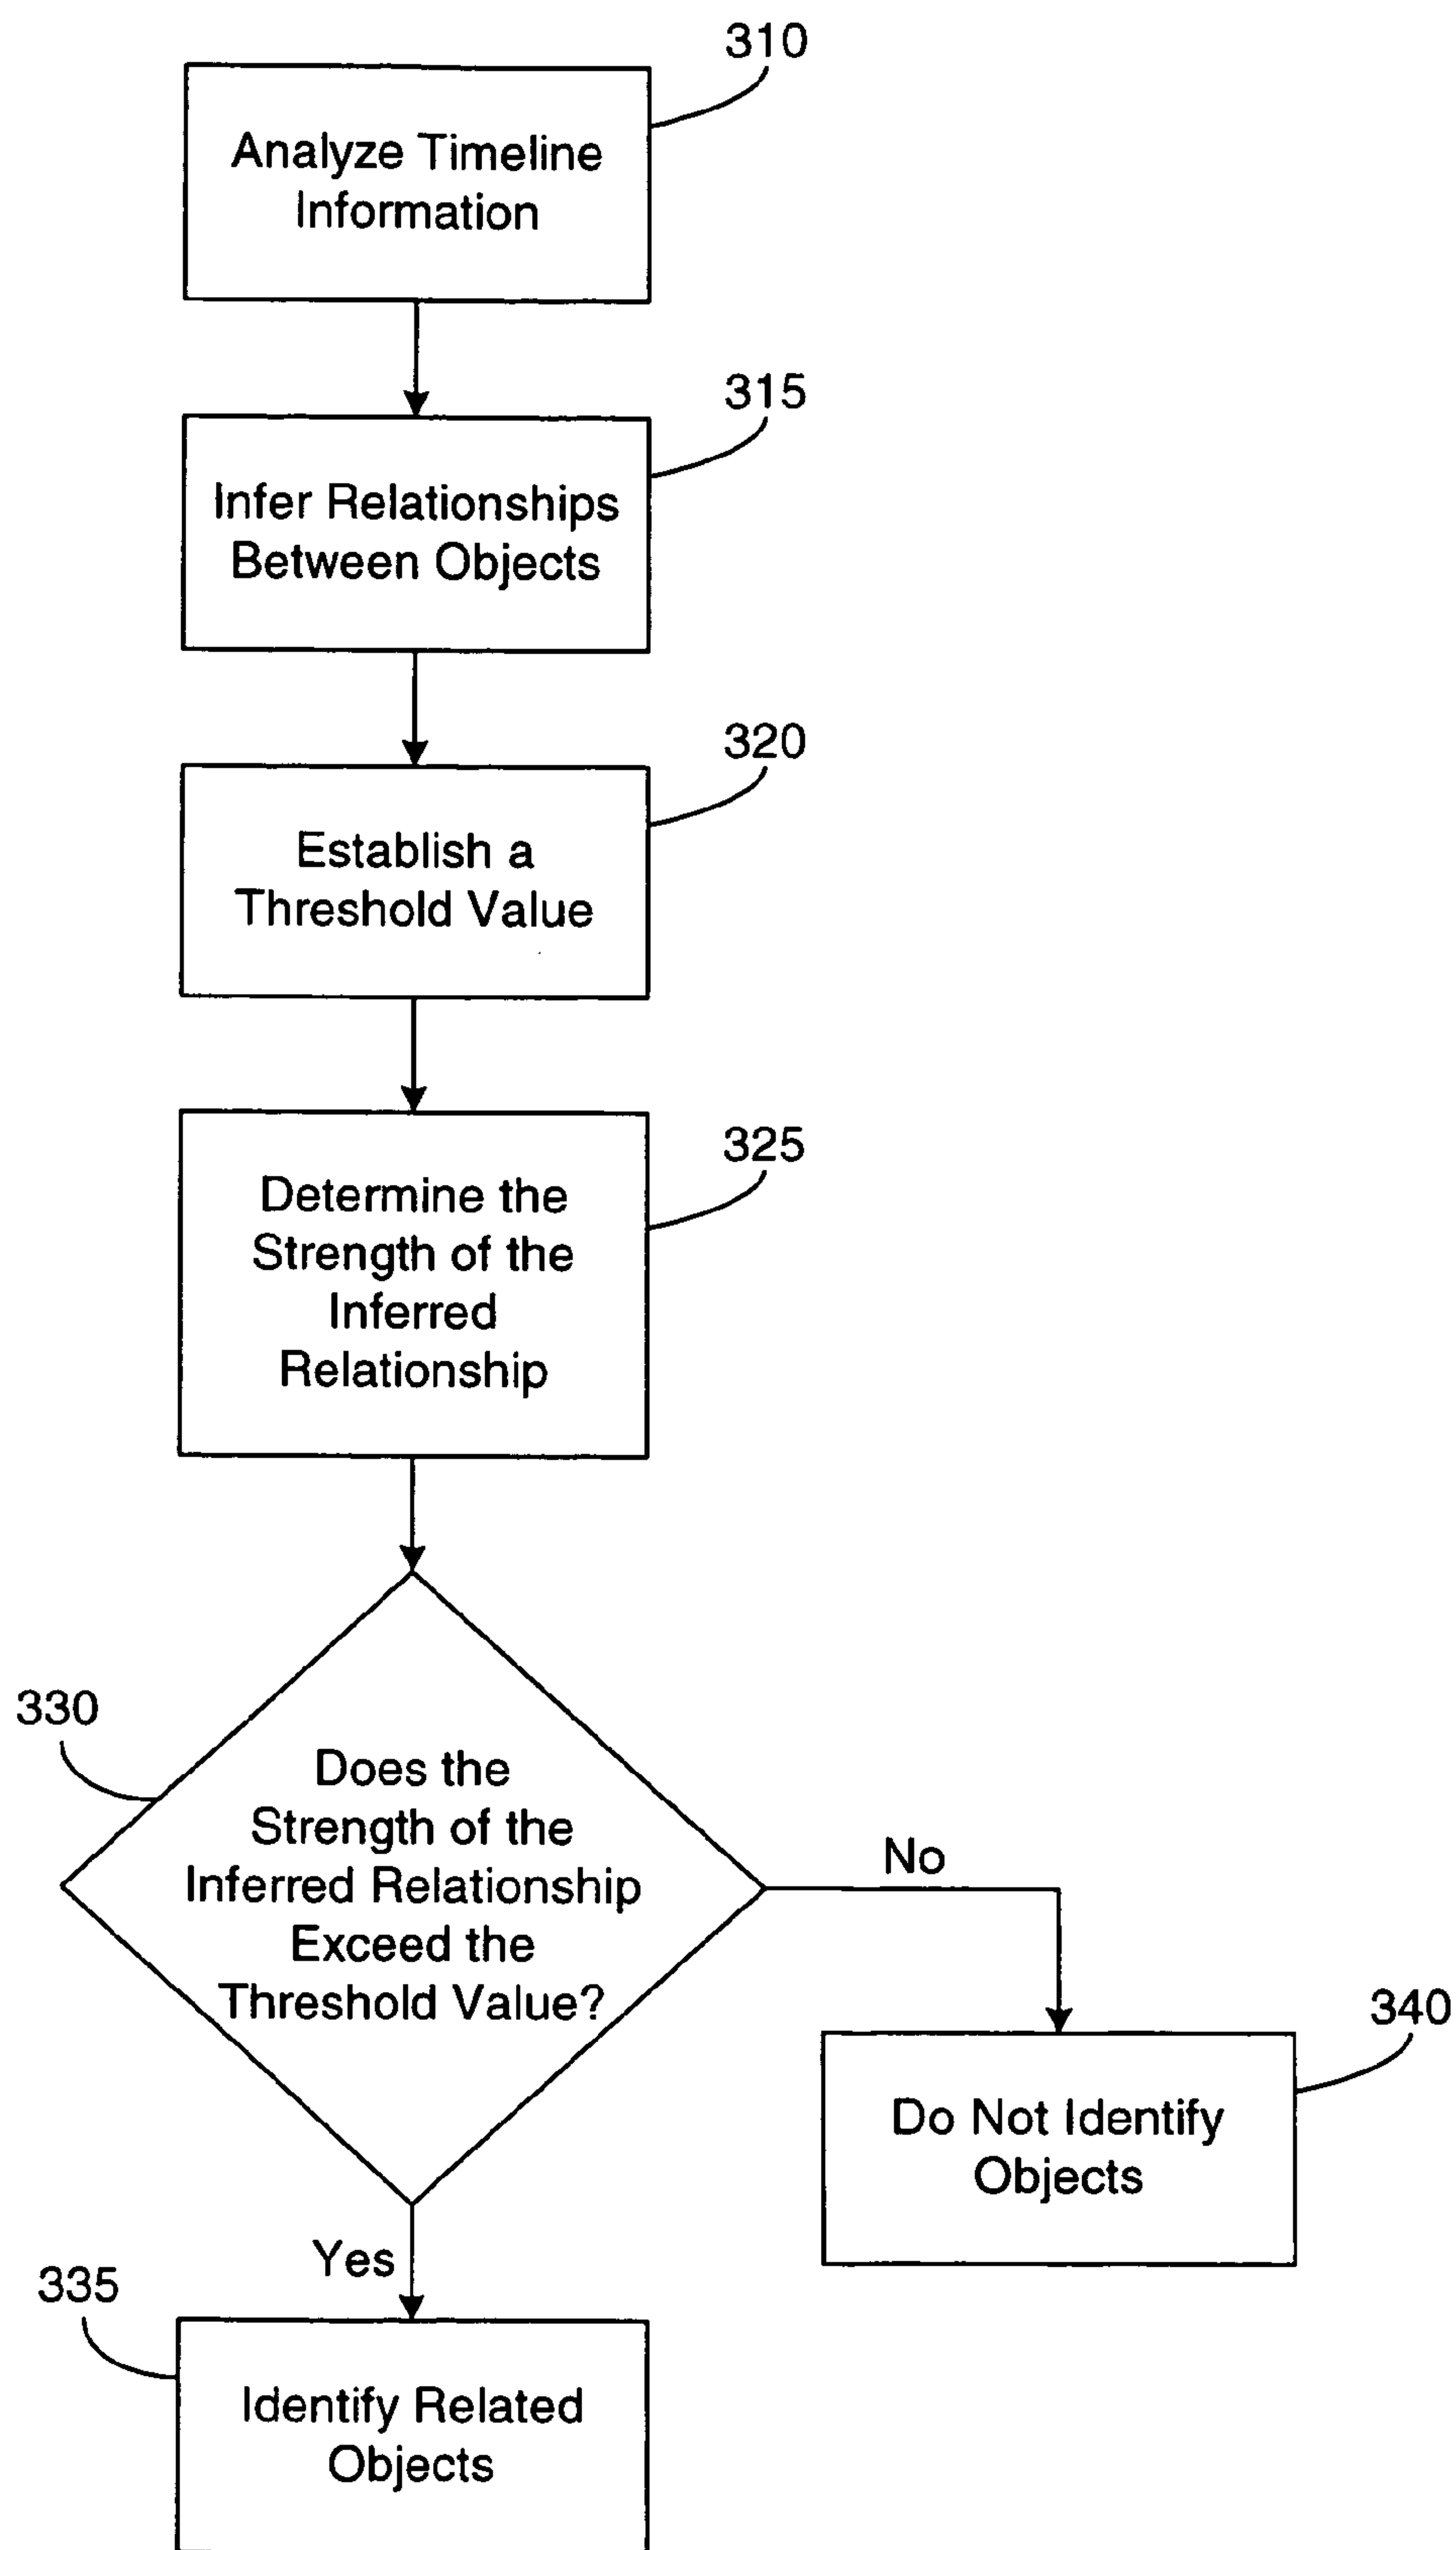 310
Analyze Timeline
Information
315
Infer Relationships
Between Objects
320
Establish a
Threshold Value
325
Determine the
Strength of the
Inferred
Relationship
330
Does the
Strength of the
Inferred Relationship
Exceed the
Threshold Value?
No
340
Do Not Identify
Objects
Yes
335
Identify Related
Objects